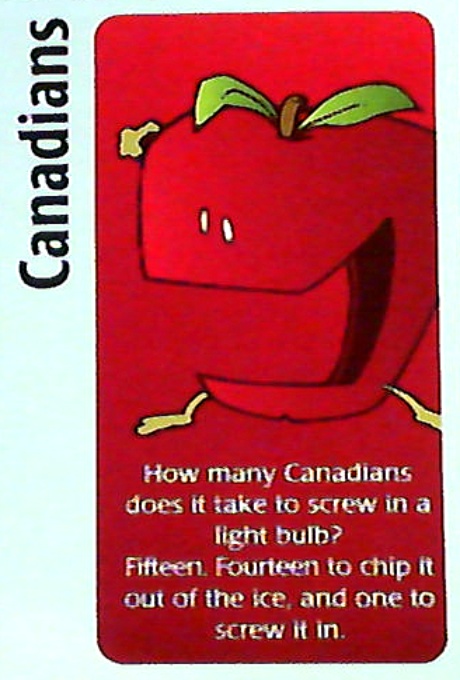 Canadians
How many Canadians
does it take to screw in a
light bulb?
Fifteen. Fourteen to chip it
out of the ice, and one to
screw it in.